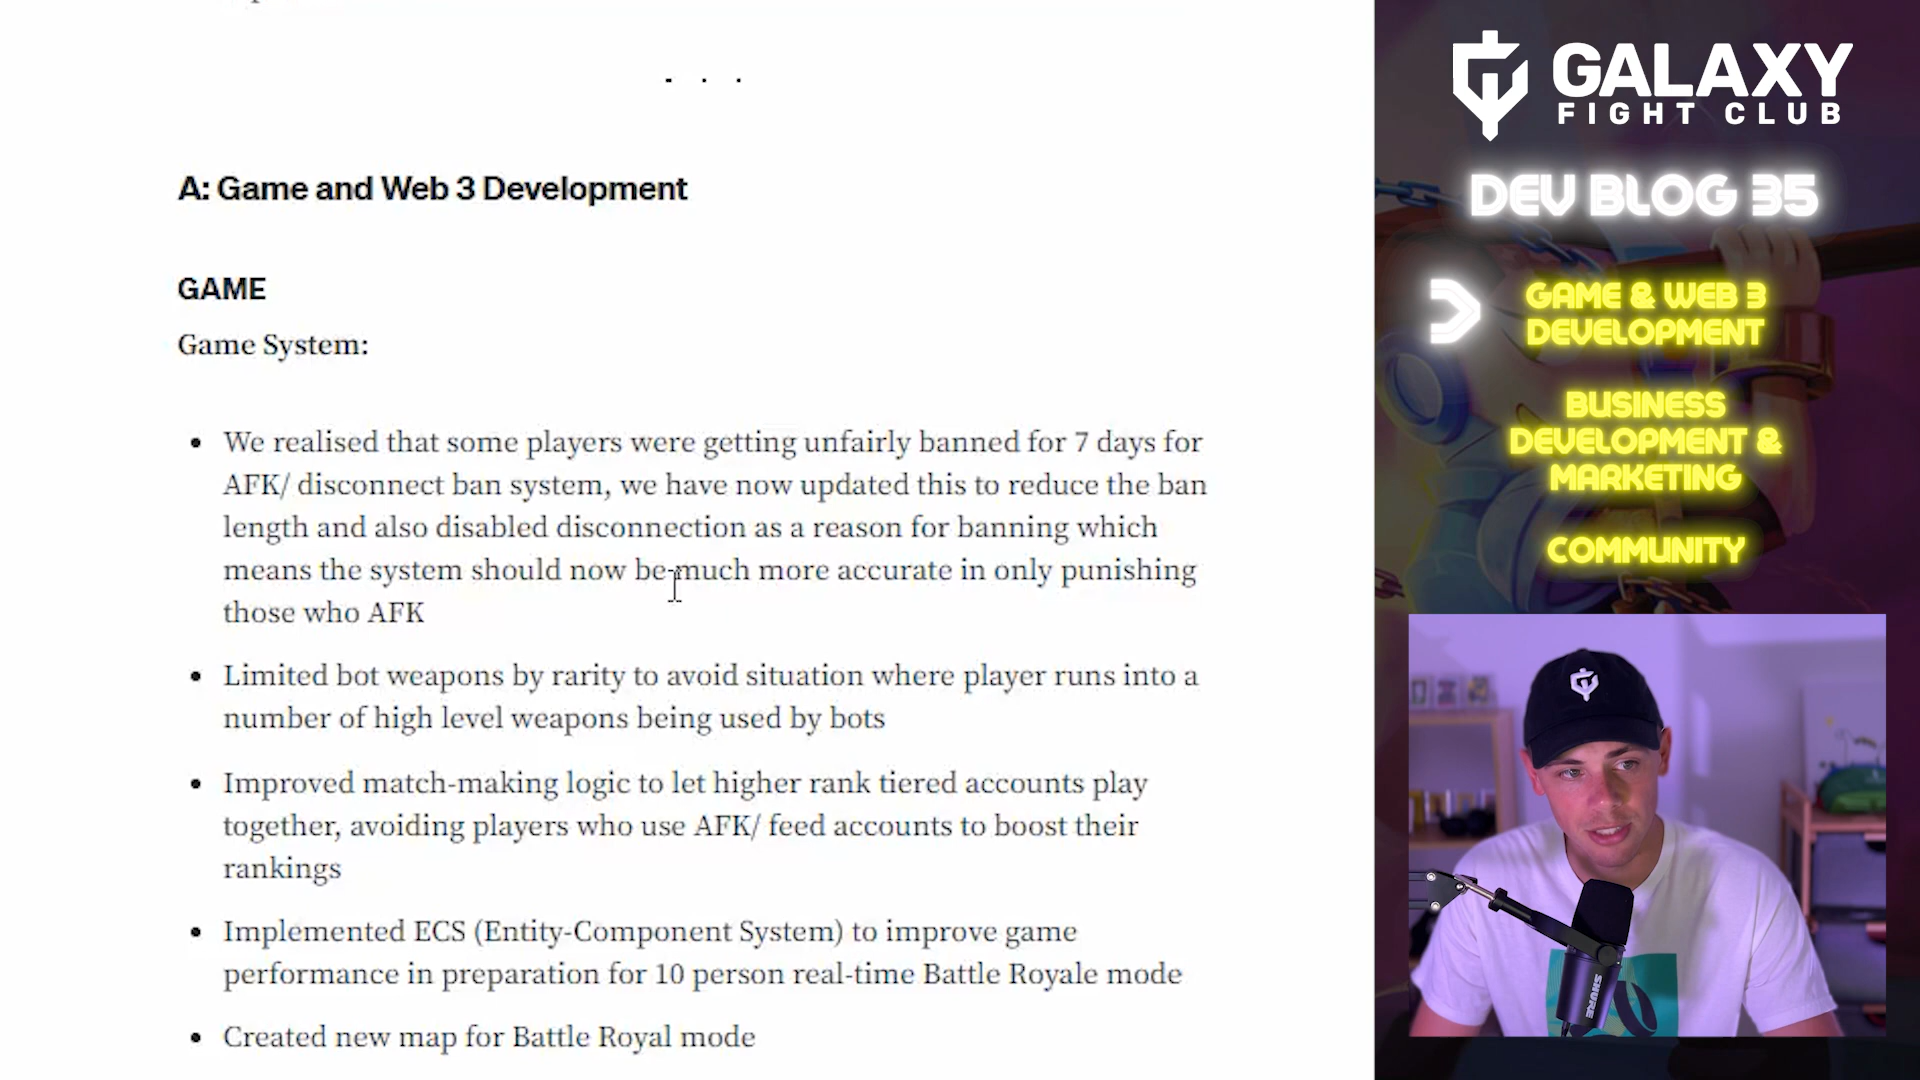 A: Game and Web 3 Development
GAME
Game System:
We realised that some players were getting unfairly banned for 7 days for
AFK/ disconnect ban system, we have now updated this to reduce the ban
length and also disabled disconnection as a reason for banning which
means the system should now be much more accurate in only punishing
those who AFK
Limited bot weapons by rarity to avoid situation where player runs into a
number of high level weapons being used by bots
Improved match-making logic to let higher rank tiered accounts play
together, avoiding players who use AFK/ feed accounts to boost their
rankings
Implemented ECS (Entity-Component System) to improve game
performance in preparation for 10 person real-time Battle Royale mode
Created new map for Battle Royal mode
GALAXY
FIGHT CLUB
DEV BLOG 35
GAME & WEB 3
DEVELOPMENT
BUSINESS
DEVELOPMENT &
MARKETING
COMMUNITY
SHURE